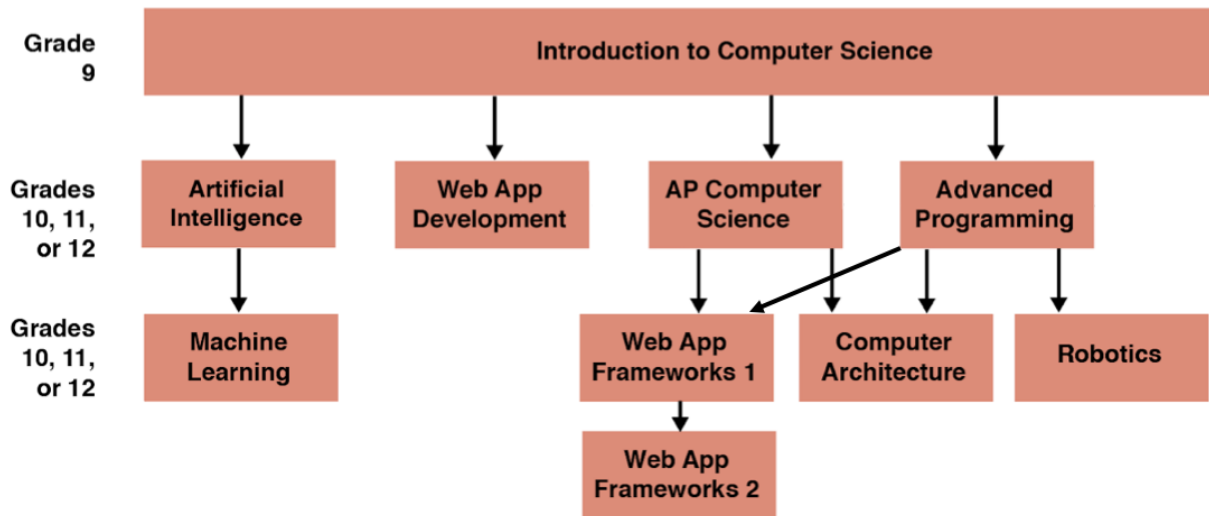 Grade
9
Introduction to Computer Science
Grades
10, 11,
or 12
Artificial
Intelligence
Web App
Development
AP Computer
Science
Advanced
Programming
Grades
10, 11,
or 12
Machine
Learning
Web App
Frameworks 1
Computer
Architecture
Robotics
Web App
Frameworks 2